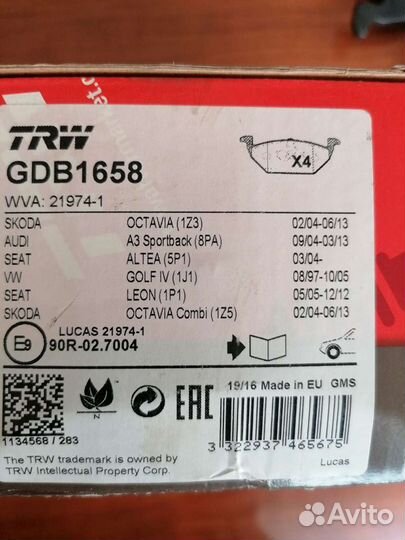 TRW
GDB1658
X4
WVA: 21974-1
SKODA OCTAVIA (1Z3) 02/04-06/13
AUDI A3 Sportback (8PA) 09/04-03/13
SEAT ALTEA (5P1) 03/04-
VW GOLF IV (1J1) 08/97-10/05
SEAT LEON (1P1) 05/05-12/12
SKODA OCTAVIA Combi (1Z5) 02/04-06/13
LUCAS 21974-1
E9 90R-02.7004
19/16 Made in EU GMS
EAC
1134568 / 283
3 322937 465675
The TRW trademark is owned by
TRW Intellectual Property Corp.
Lucas
Avito